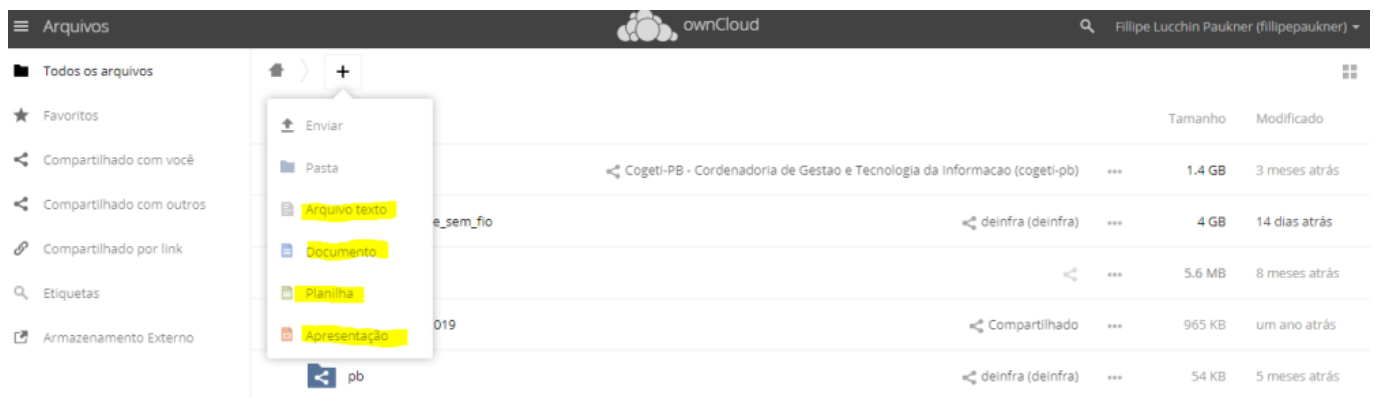 Arquivos
ownCloud
Fillipe Lucchin Paukner (fillipepaukner)
Todos os arquivos
Favoritos
Compartilhado com você
Compartilhado com outros
Compartilhado por link
Etiquetas
Armazenamento Externo
+
Enviar
Pasta
Arquivo texto
Documento
Planilha
Apresentação
Tamanho Modificado
Cogeti-PB - Cordenadoria de Gestao e Tecnologia da Informacao (cogeti-pb) ... 1.4 GB 3 meses atrás
e_sem_fio deinfra (deinfra) ... 4 GB 14 dias atrás
... 5.6 MB 8 meses atrás
019 Compartilhado ... 965 KB um ano atrás
pb deinfra (deinfra) ... 54 KB 5 meses atrás